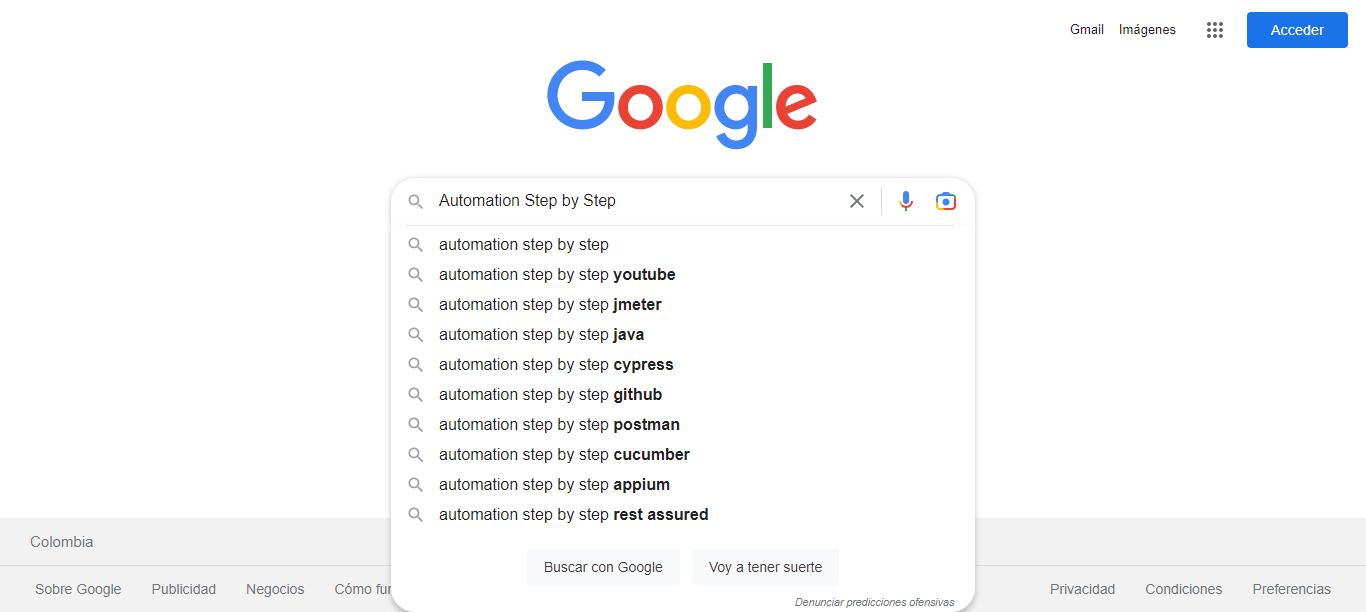 Gmail Imágenes Acceder
Google
Automation Step by Step
automation step by step
automation step by step youtube
automation step by step jmeter
automation step by step java
automation step by step cypress
automation step by step github
automation step by step postman
automation step by step cucumber
automation step by step appium
automation step by step rest assured
Buscar con Google Voy a tener suerte
Denunciar predicciones ofensivas
Colombia
Sobre Google Publicidad Negocios Cómo fu Privacidad Condiciones Preferencias